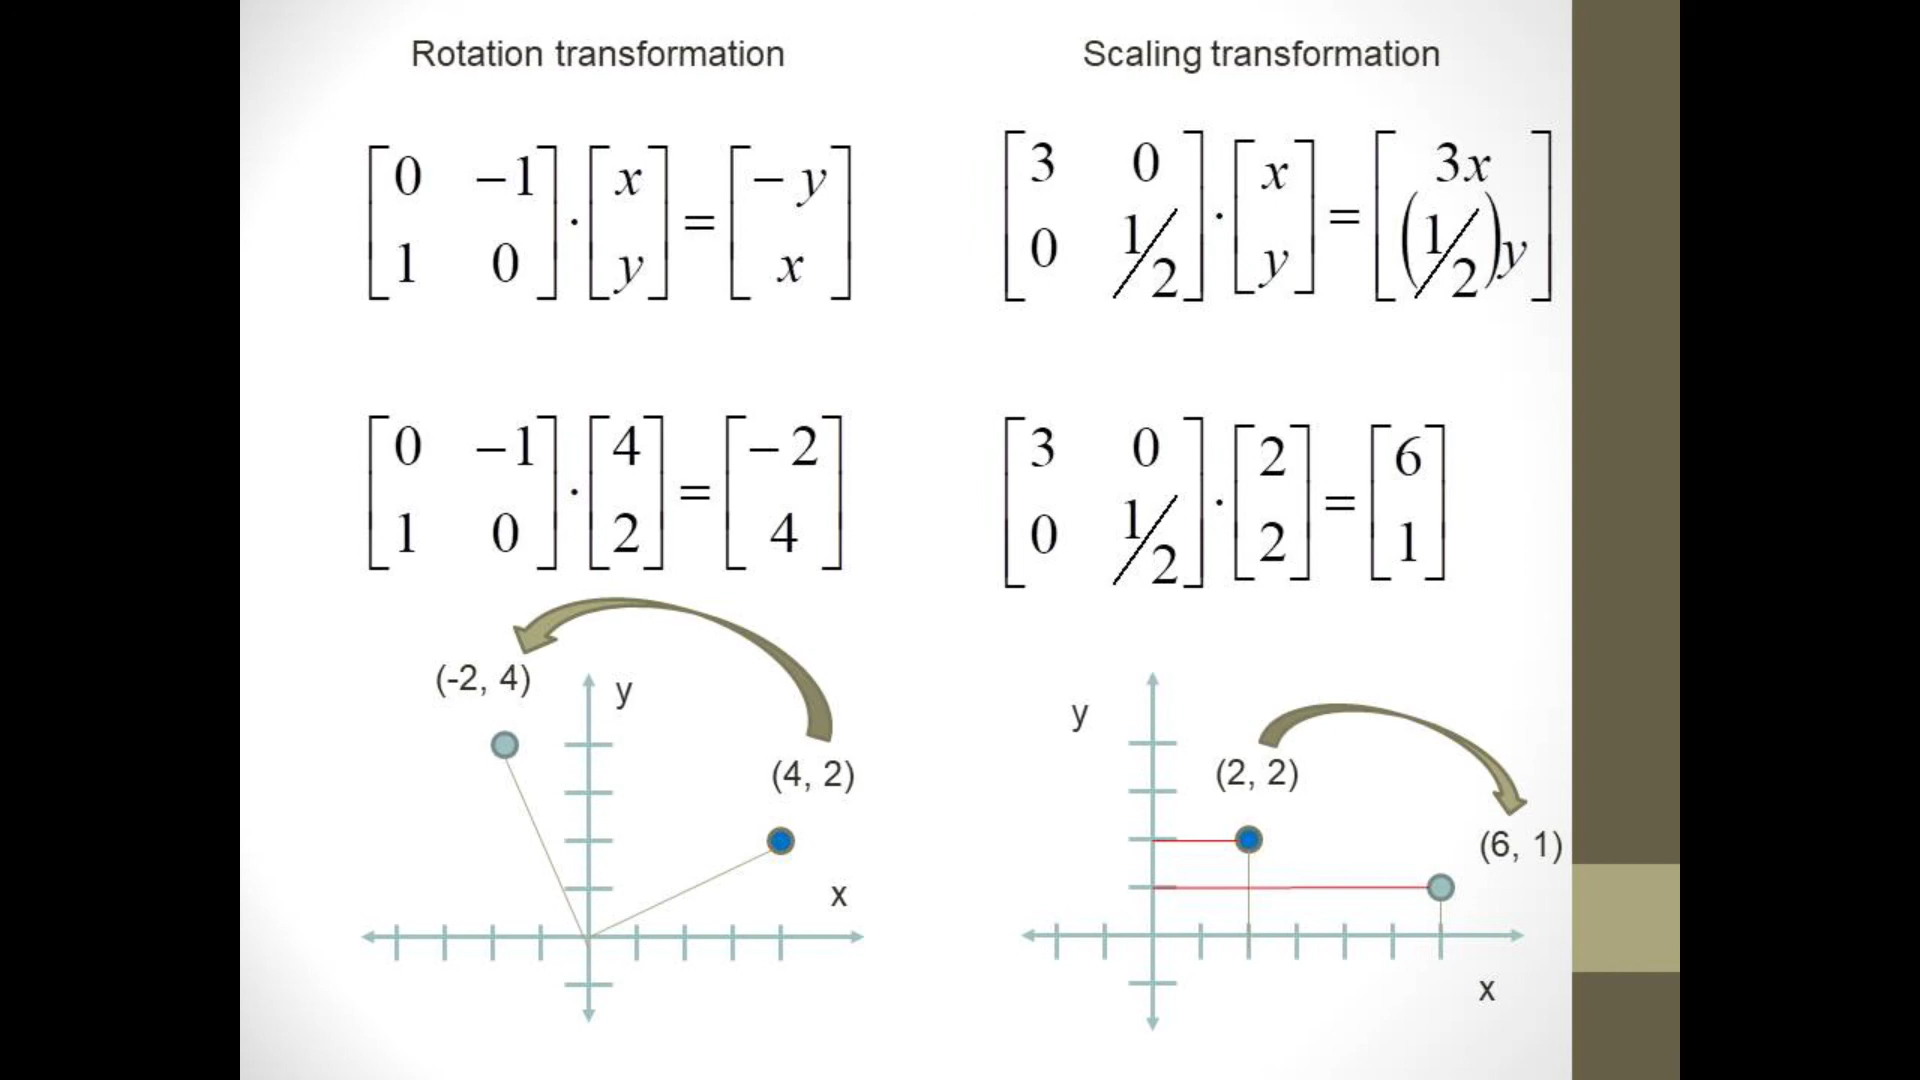 Rotation transformation
[0 −1; 1 0] · [x; y] = [− y; x]
[0 −1; 1 0] · [4; 2] = [− 2; 4]
(-2, 4)
y
(4, 2)
x
Scaling transformation
[3 0; 0 1/2] · [x; y] = [3x; (1/2)y]
[3 0; 0 1/2] · [2; 2] = [6; 1]
y
(2, 2)
(6, 1)
x